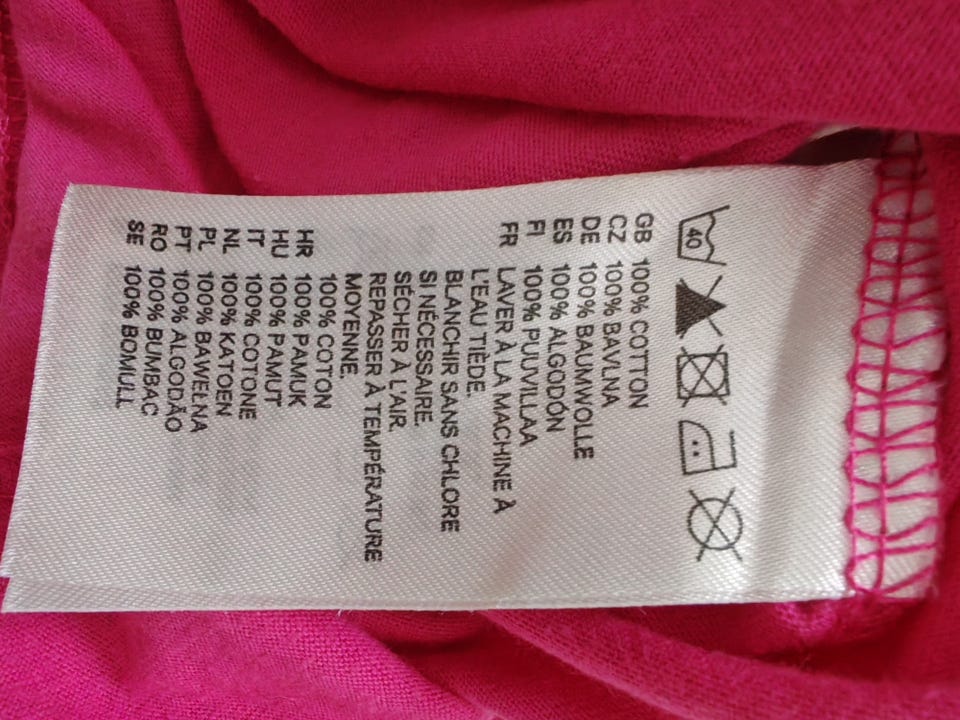 40
GB 100% COTTON
CZ 100% BAVLNA
DE 100% BAUMWOLLE
ES 100% ALGODÓN
FI 100% PUUVILLAA
FR LAVER À LA MACHINE À
L'EAU TIÈDE.
BLANCHIR SANS CHLORE
SI NÉCESSAIRE.
SÉCHER À L'AIR.
REPASSER À TEMPÉRATURE
MOYENNE.
100% COTON
HR 100% PAMUK
HU 100% PAMUT
IT 100% COTONE
NL 100% KATOEN
PL 100% BAWEŁNA
PT 100% ALGODÃO
RO 100% BUMBAC
SE 100% BOMULL